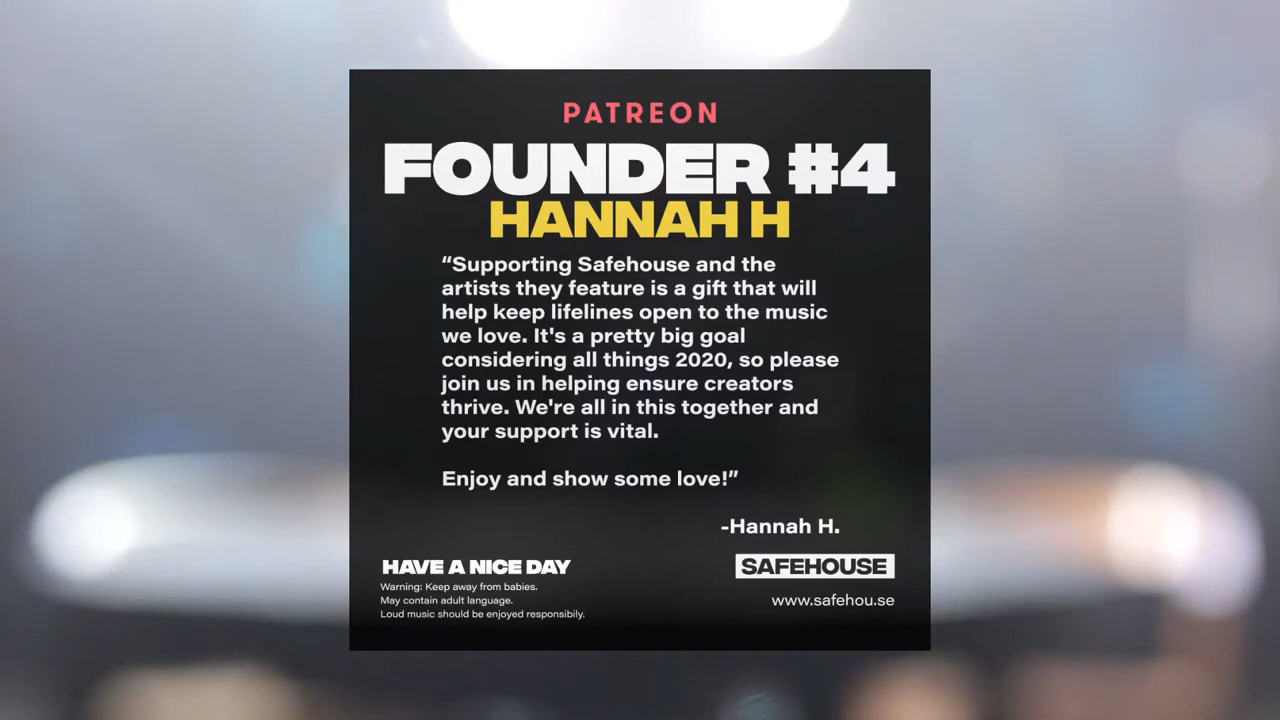 PATREON
FOUNDER #4
HANNAH H
“Supporting Safehouse and the
artists they feature is a gift that will
help keep lifelines open to the music
we love. It's a pretty big goal
considering all things 2020, so please
join us in helping ensure creators
thrive. We're all in this together and
your support is vital.
Enjoy and show some love!”
-Hannah H.
HAVE A NICE DAY
Warning: Keep away from babies.
May contain adult language.
Loud music should be enjoyed responsibily.
SAFEHOUSE
www.safehou.se